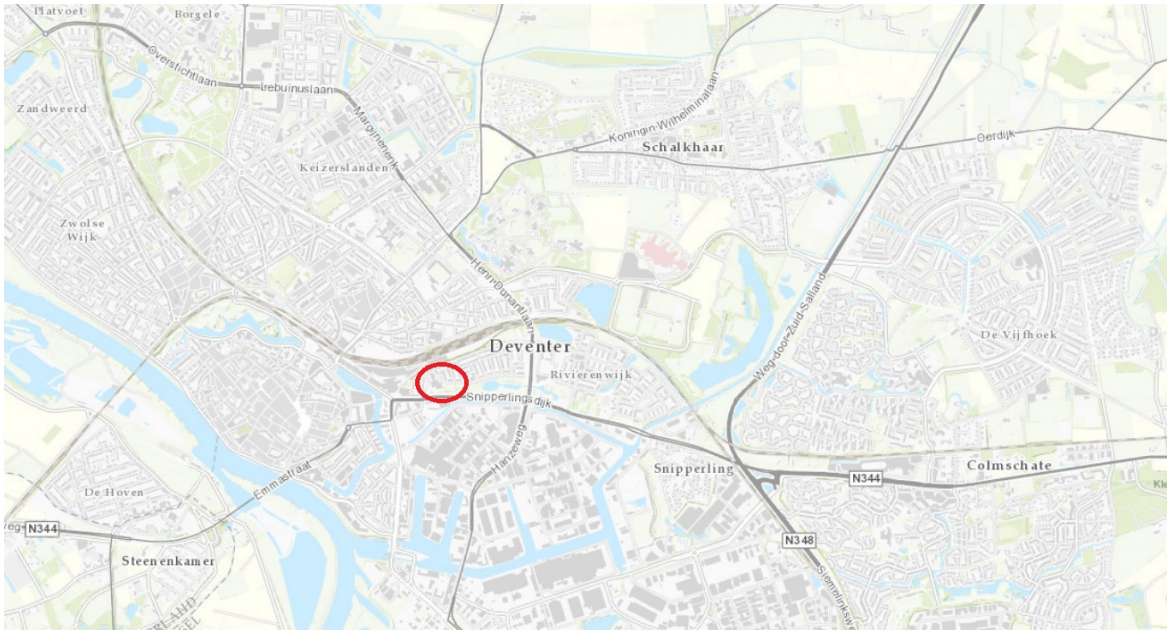 Platvoet
Borgele
Overstichtlaan
Lebuinuslaan
Zandweerd
Margijnenenk
Keizerslanden
Koningin-Wilhelminalaan
Schalkhaar
Oerdijk
Zwolse
Wijk
Henri-Dunantlaan
Weg-door-Zuid-Salland
De Vijfhoek
Deventer
Rivierenwijk
Snipperlingsdijk
Hanzeweg
Snipperling
Colmschate
N344
Emmastraat
De Hoven
N344
N348
Steenenkamer
Siemelinksweg